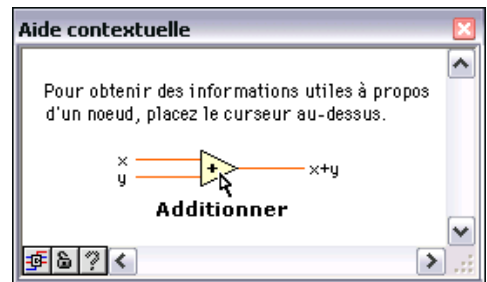 Aide contextuelle
Pour obtenir des informations utiles à propos
d'un noeud, placez le curseur au-dessus.
x
y
+
x+y
Additionner
?